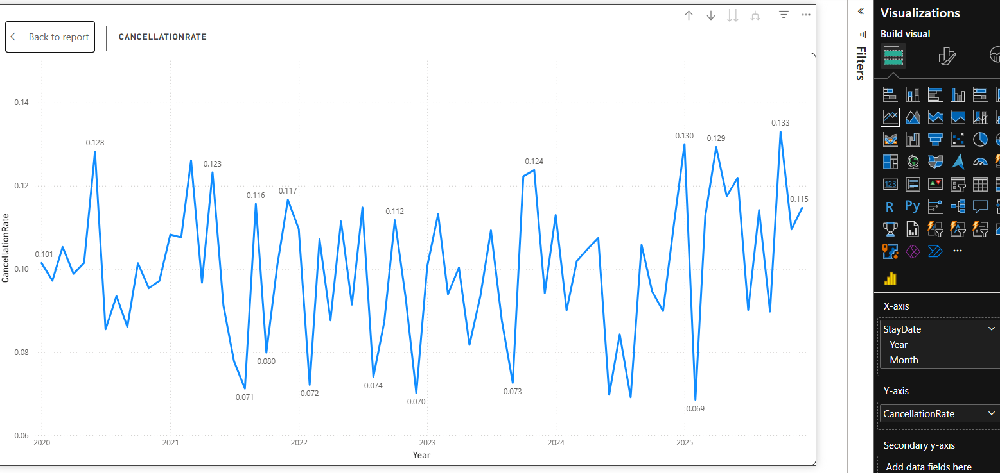 Back to report
CANCELLATIONRATE
0.14
0.12
0.10
0.08
0.06
CancellationRate
0.101
0.128
0.123
0.071
0.116
0.080
0.117
0.072
0.074
0.112
0.070
0.073
0.124
0.130
0.069
0.129
0.133
0.115
2020
2021
2022
2023
2024
2025
Year
Filters
Visualizations
Build visual
123
R
Py
X-axis
StayDate
Year
Month
Y-axis
CancellationRate
Secondary y-axis
Add data fields here